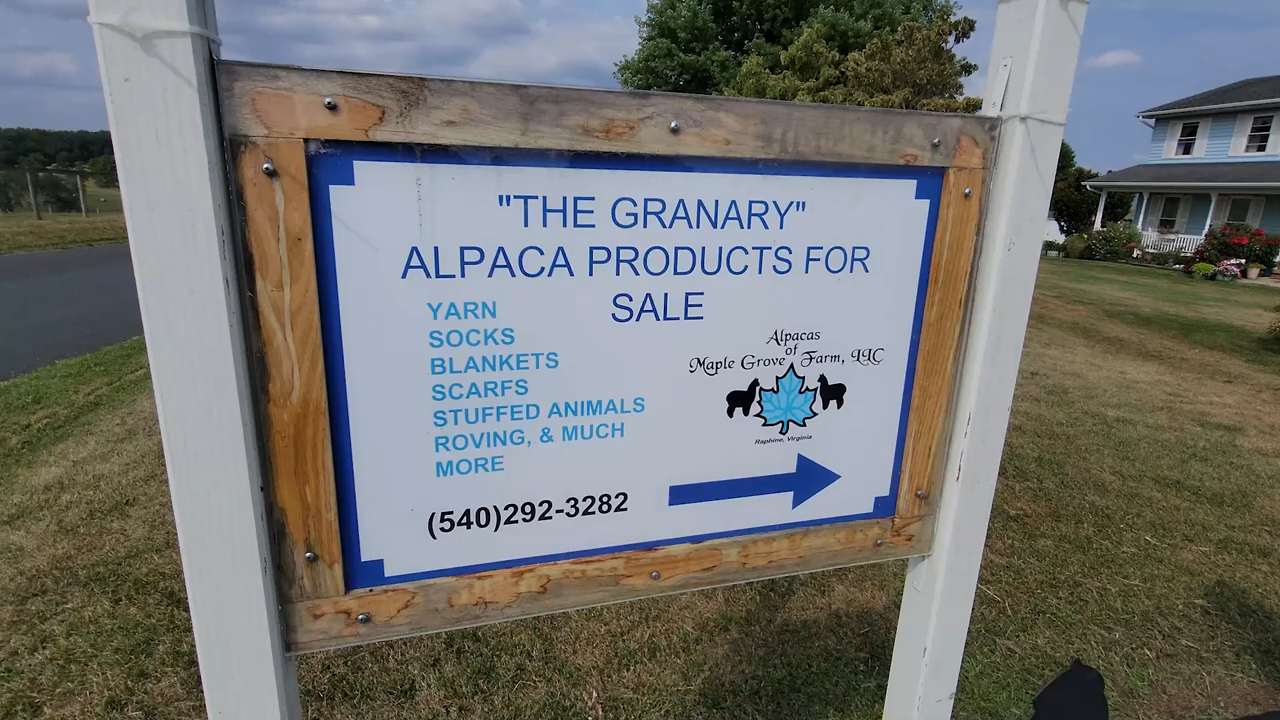 "THE GRANARY"
ALPACA PRODUCTS FOR
SALE
YARN
SOCKS
BLANKETS
SCARFS
STUFFED ANIMALS
ROVING, & MUCH
MORE
(540)292-3282
Alpacas
of
Maple Grove Farm, LLC
Raphine, Virginia